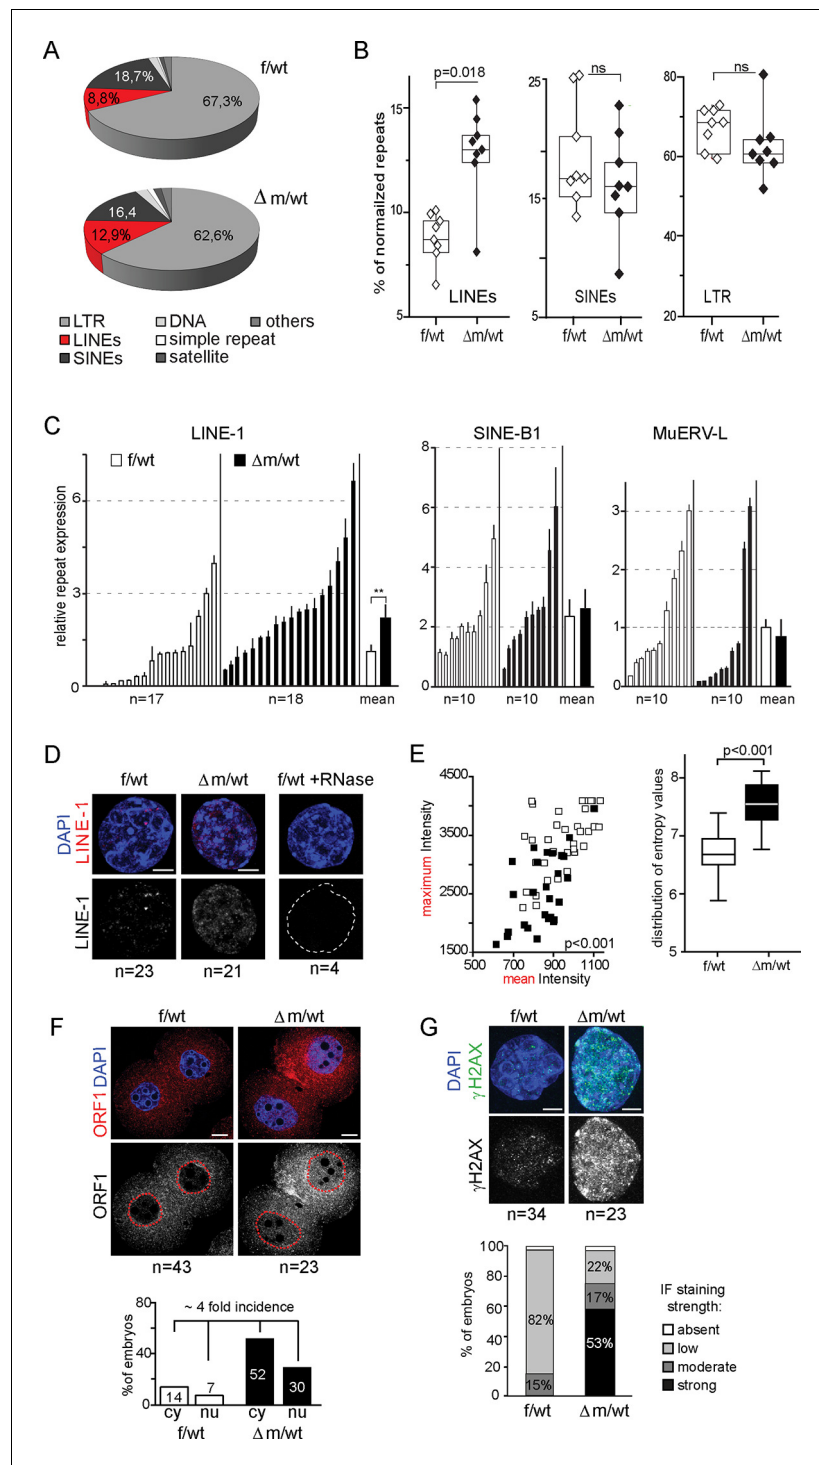 A
f/wt
18,7%
8,8%
67,3%
Δ m/wt
16,4
12,9%
62,6%
LTR DNA others
LINEs simple repeat
SINEs satellite
B
% of normalized repeats
p=0.018
15
10
5
LINEs
f/wt Δm/wt
ns
25
15
5
SINEs
f/wt Δm/wt
ns
80
60
40
20
LTR
f/wt Δm/wt
C
LINE-1
f/wt Δm/wt
relative repeat expression
6
3
0
**
n=17 n=18 mean
SINE-B1
8
6
4
2
0
n=10 n=10 mean
MuERV-L
3
2
1
0
n=10 n=10 mean
D
f/wt Δ m/wt f/wt +RNase
DAPI
LINE-1
LINE-1
n=23 n=21 n=4
E
maximum Intensity
4500
3500
2500
1500
p<0.001
500 700 900 1100
mean Intensity
distribution of entropy values
p<0.001
8
7
6
5
f/wt Δm/wt
F
f/wt Δ m/wt
ORF1 DAPI
ORF1
n=43 n=23
%of embryos
80
40
0
~ 4 fold incidence
14 7 52 30
cy nu cy nu
f/wt Δ m/wt
G
f/wt Δm/wt
DAPI
γH2AX
γH2AX
n=34 n=23
% of embryos
100
80
60
40
20
0
82%
15%
22%
17%
53%
f/wt Δ m/wt
IF staining
strength:
absent
low
moderate
strong